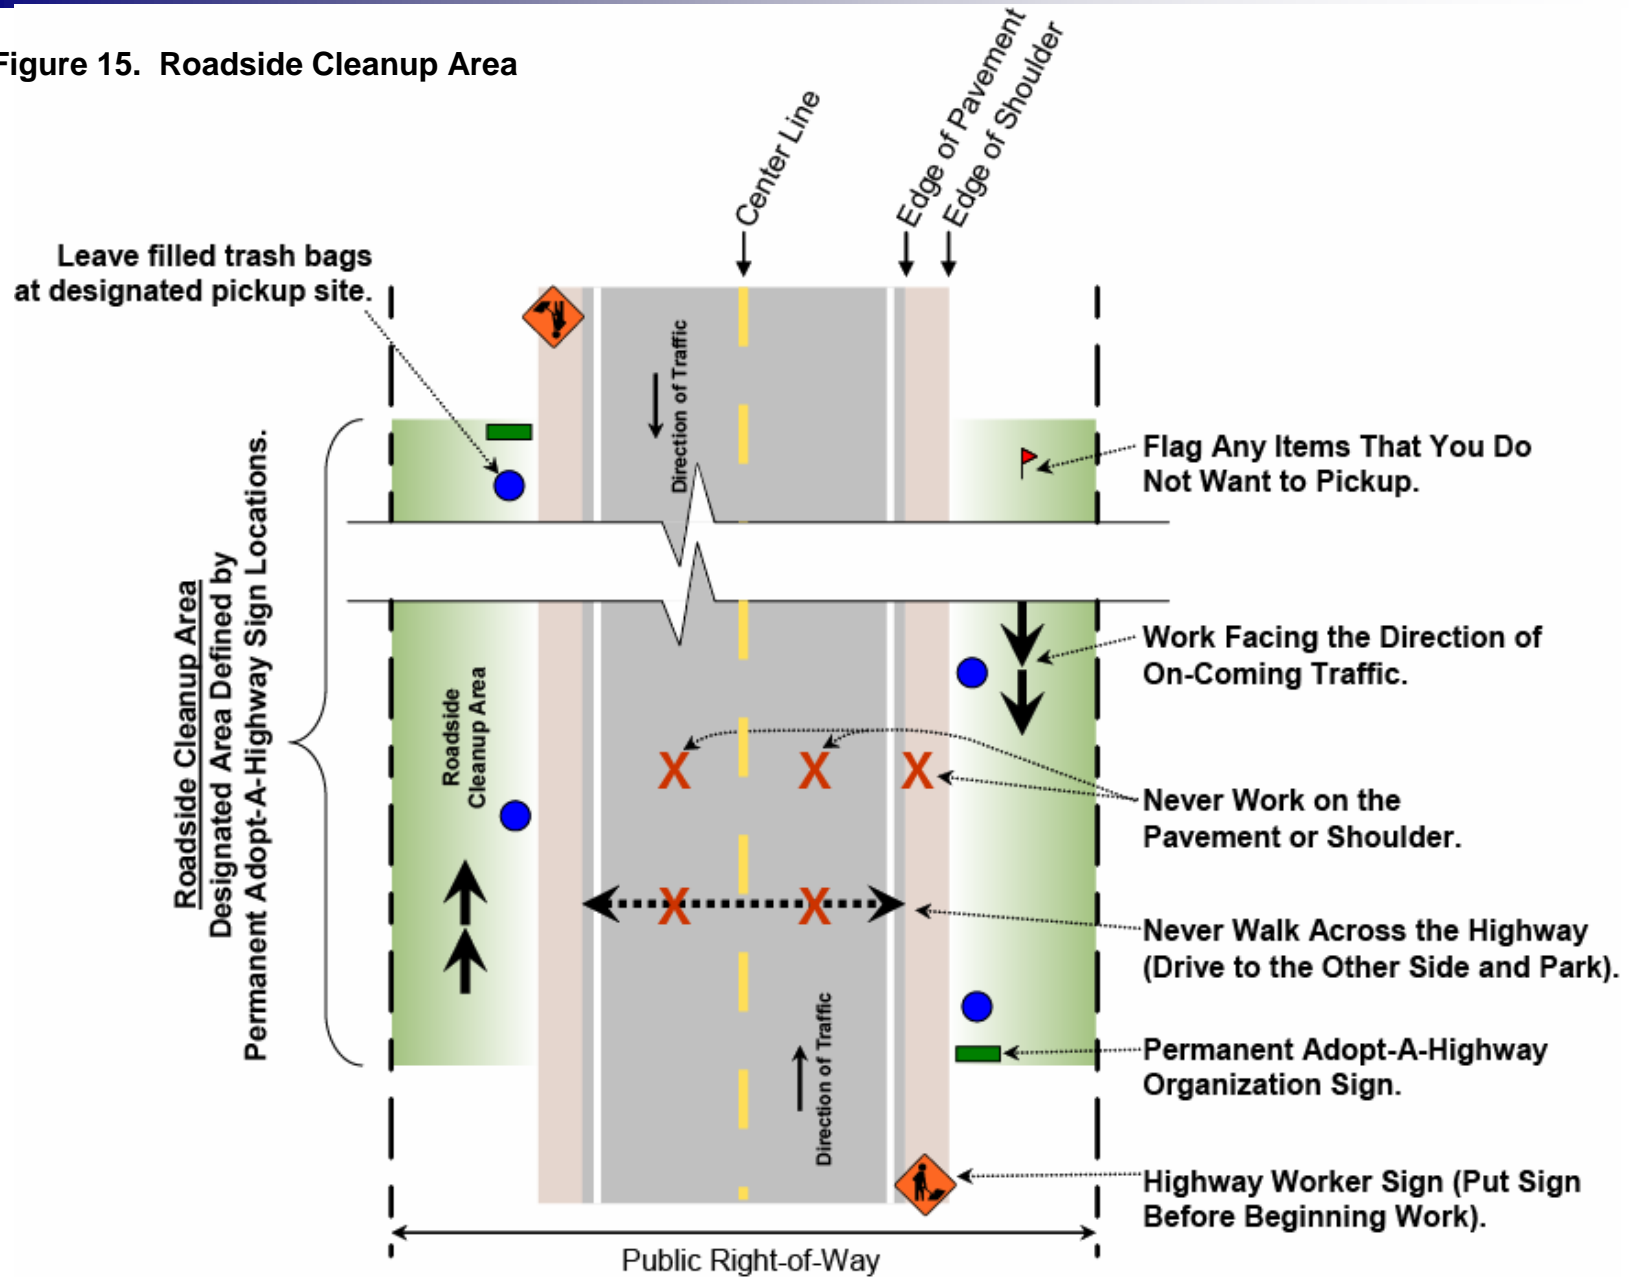 Figure 15.  Roadside Cleanup Area
Center Line
Edge of Pavement
Edge of Shoulder
Leave filled trash bags
at designated pickup site.
Direction of Traffic
Flag Any Items That You Do
Not Want to Pickup.
Roadside Cleanup Area
Designated Area Defined by
Permanent Adopt-A-Highway Sign Locations.
Work Facing the Direction of
On-Coming Traffic.
Roadside
Cleanup Area
X X X
Never Work on the
Pavement or Shoulder.
X X
Never Walk Across the Highway
(Drive to the Other Side and Park).
Direction of Traffic
Permanent Adopt-A-Highway
Organization Sign.
Highway Worker Sign (Put Sign
Before Beginning Work).
Public Right-of-Way